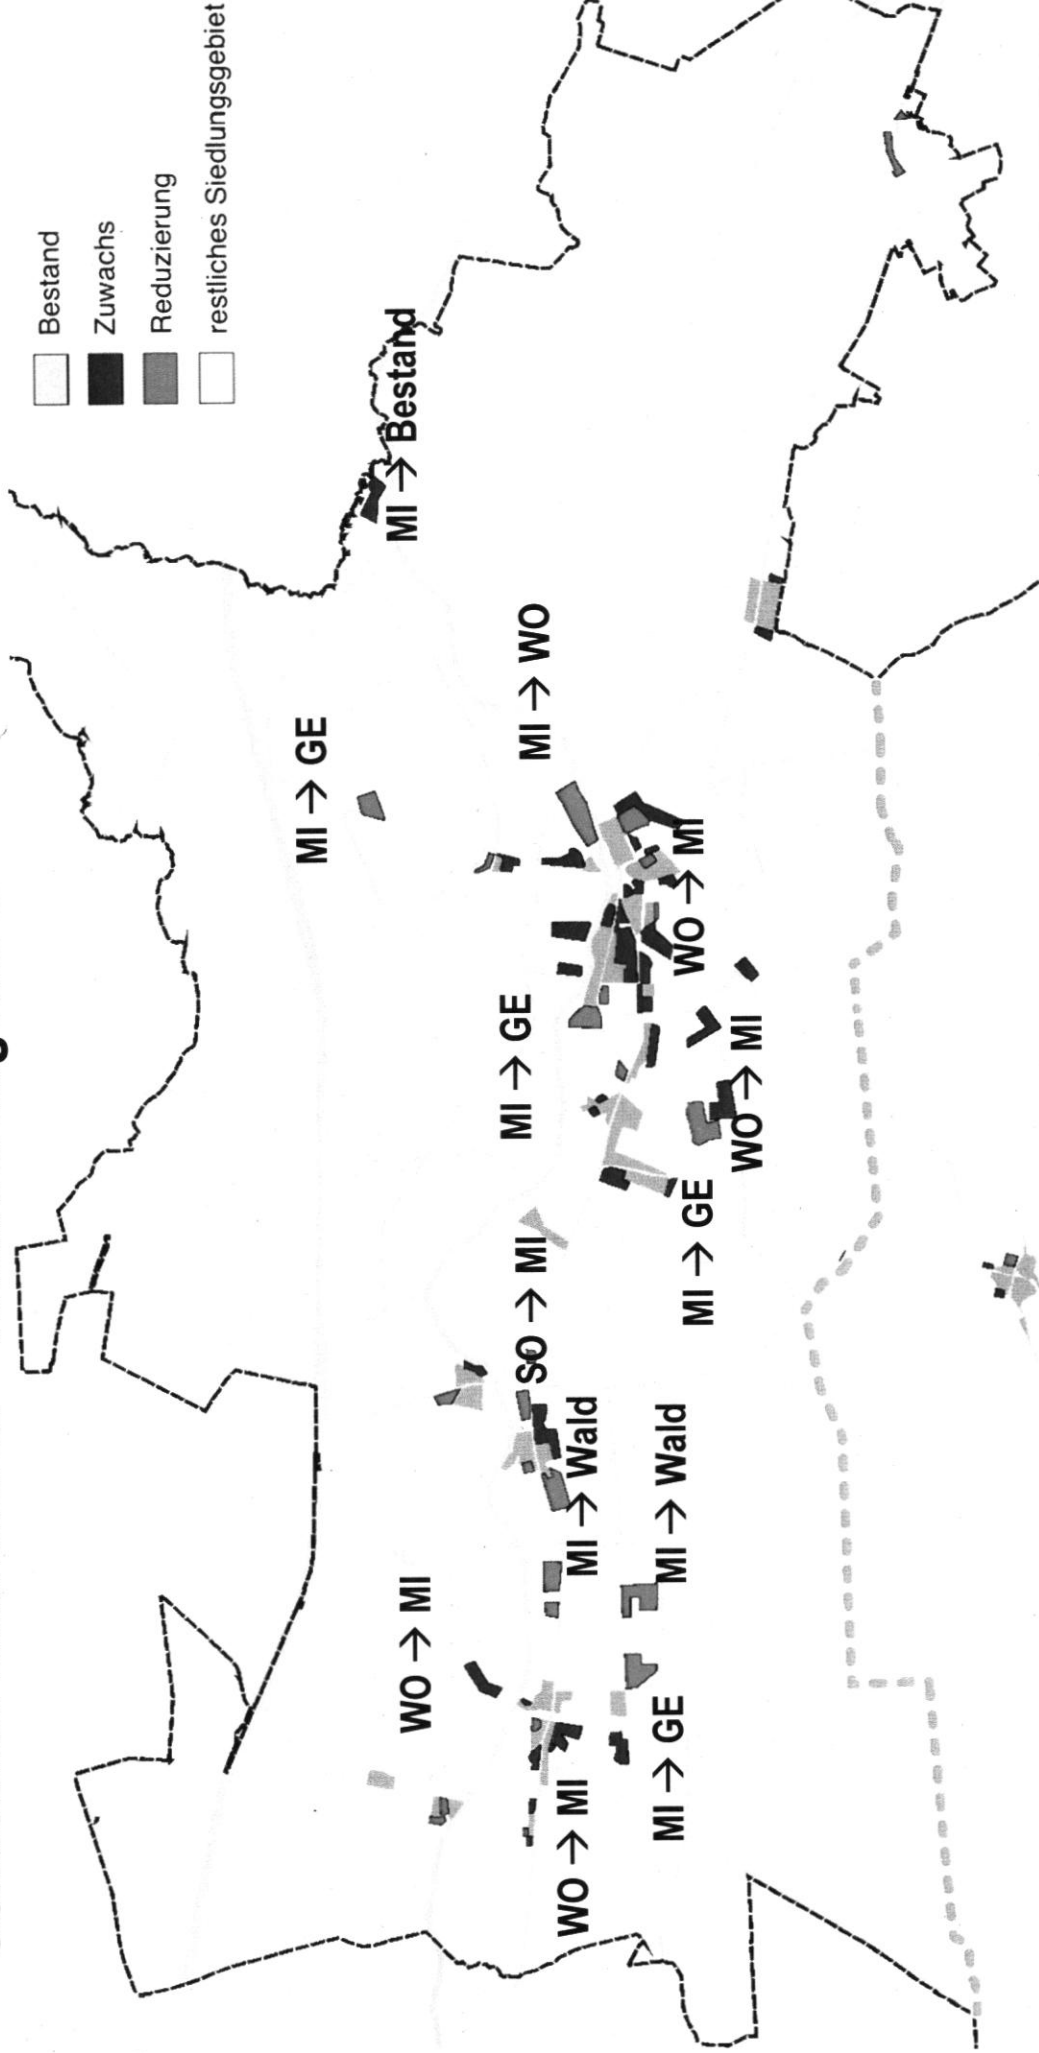 Bestand
Zuwachs
Reduzierung
restliches Siedlungsgebiet
MI → GE
MI → Bestand
WO → MI
MI → GE
SO → MI
MI → WO
WO → MI
MI → Wald
MI → GE
MI → Wald
WO → MI
MI → GE
WO → MI